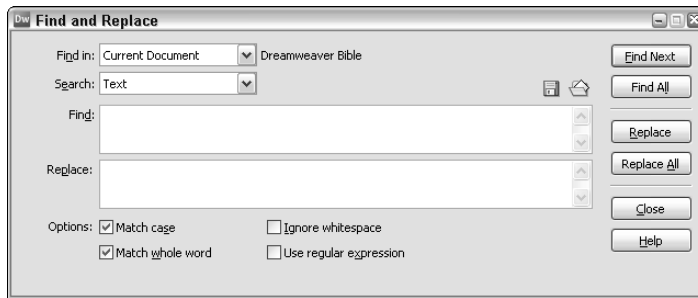 Dw Find and Replace
Find in: Current Document Dreamweaver Bible
Find Next
Search: Text
Find All
Find:
Replace
Replace:
Replace All
Close
Options: Match case Ignore whitespace
Match whole word Use regular expression
Help